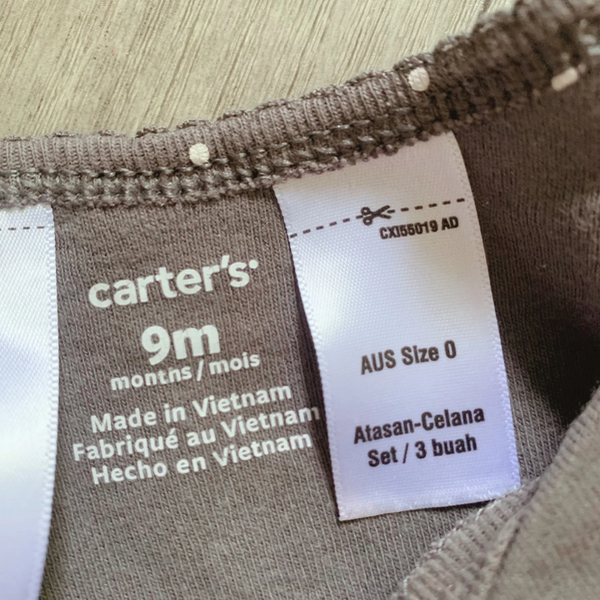 carter's
9m
months / mois
Made in Vietnam
Fabriqué au Vietnam
Hecho en Vietnam
CXI55019 AD
AUS Size 0
Atasan-Celana
Set / 3 buah